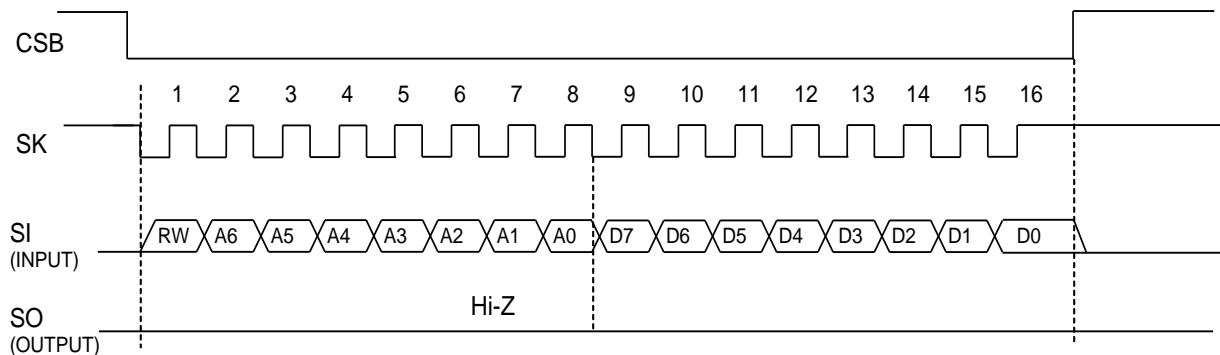 CSB
1 2 3 4 5 6 7 8 9 10 11 12 13 14 15 16
SK
SI
(INPUT)
RW A6 A5 A4 A3 A2 A1 A0 D7 D6 D5 D4 D3 D2 D1 D0
Hi-Z
SO
(OUTPUT)